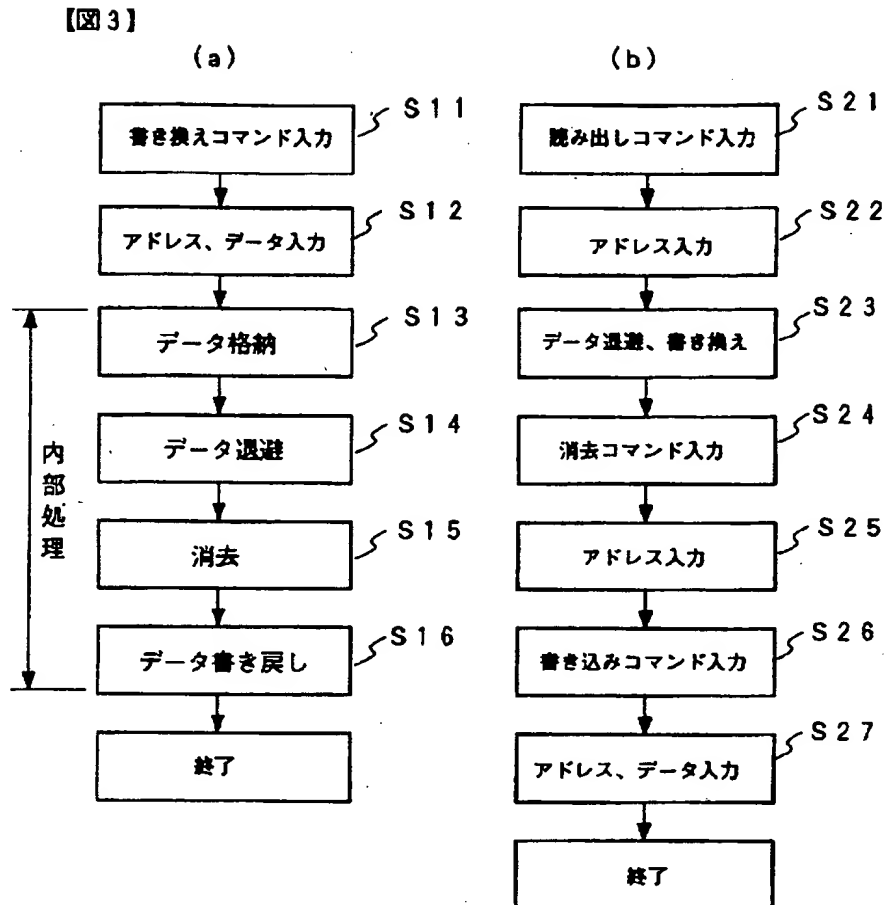 【図3】
(a)
書き換えコマンド入力
S11
アドレス、データ入力
S12
データ格納
S13
データ退避
S14
消去
S15
データ書き戻し
S16
終了
内部処理
(b)
読み出しコマンド入力
S21
アドレス入力
S22
データ退避、書き換え
S23
消去コマンド入力
S24
アドレス入力
S25
書き込みコマンド入力
S26
アドレス、データ入力
S27
終了